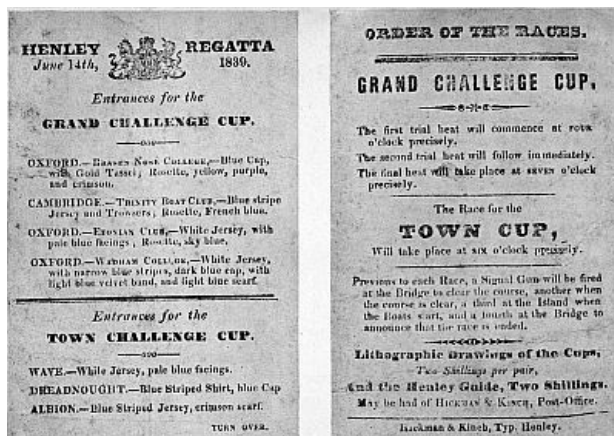 HENLEY REGATTA
June 14th, 1839.
Entrances for the
GRAND CHALLENGE CUP.
OXFORD.—BRASEN NOSE COLLEGE,—Blue Cap,
with Gold Tassel; Rosette, yellow, purple,
and crimson.
CAMBRIDGE.—TRINITY BOAT CLUB,—Blue stripe
Jersey and Trousers; Rosette, French blue.
OXFORD.—ETONIAN CLUB,—White Jersey, with
pale blue facings; Rosette, sky blue.
OXFORD.—WADHAM COLLEGE,—White Jersey,
with narrow blue stripes, dark blue cap, with
light blue velvet band, and light blue scarf.
Entrances for the
TOWN CHALLENGE CUP.
WAVE.—White Jersey, pale blue facings.
DREADNOUGHT.—Blue Striped Shirt, blue Cap
ALBION.—Blue Striped Jersey, crimson scarf.
TURN OVER.
ORDER OF THE RACES.
GRAND CHALLENGE CUP,
The first trial heat will commence at FOUR
o'clock precisely.
The second trial heat will follow immediately.
The final heat will take place at SEVEN o'clock
precisely.
The Race for the
TOWN CUP,
Will take place at SIX o'clock precisely.
Previous to each Race, a Signal Gun will be fired
at the Bridge to clear the course, another when
the course is clear, a third at the Island when
the Boats start, and a fourth at the Bridge to
announce that the race is ended.
Lithographic Drawings of the Cups,
Two Shillings per pair,
And the Henley Guide, Two Shillings.
May be had of HICKMAN & KINCH, Post-Office.
Hickman & Kinch, Typ. Henley.